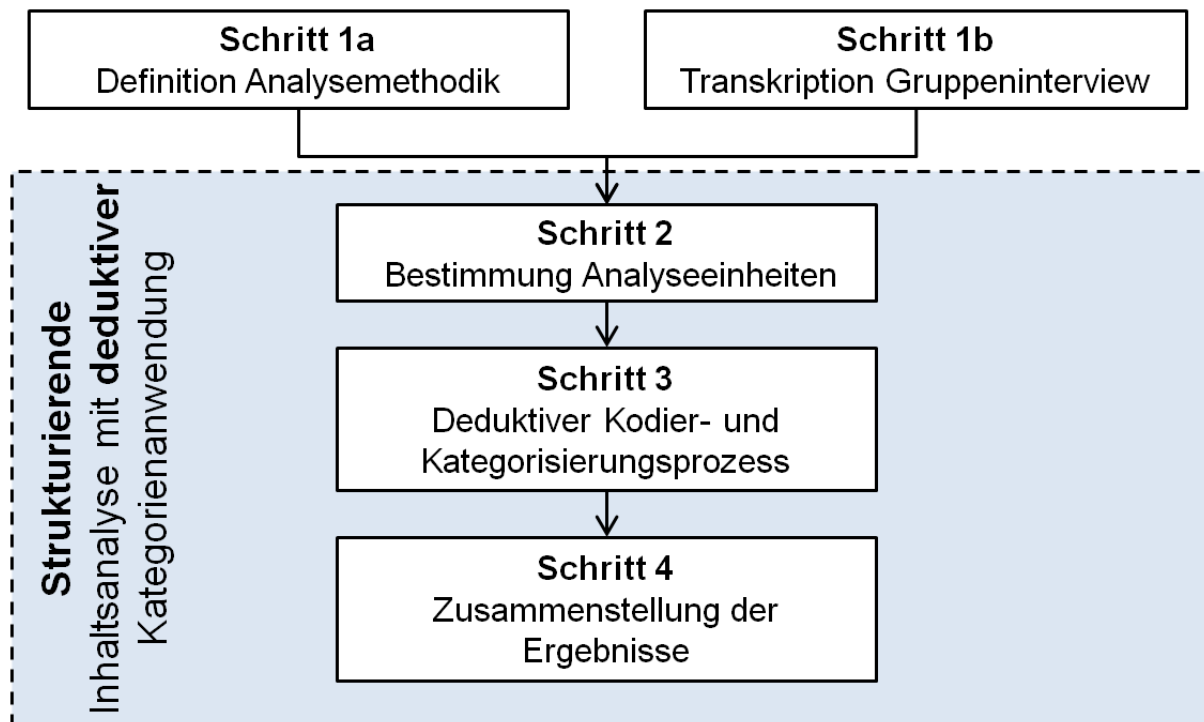 Schritt 1a
Definition Analysemethodik
Schritt 1b
Transkription Gruppeninterview
Strukturierende
Inhaltsanalyse mit deduktiver
Kategorienanwendung
Schritt 2
Bestimmung Analyseeinheiten
Schritt 3
Deduktiver Kodier- und
Kategorisierungsprozess
Schritt 4
Zusammenstellung der
Ergebnisse